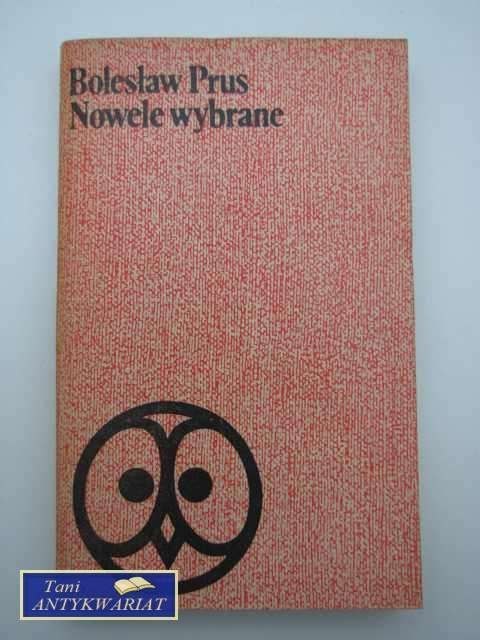 Bolesław Prus
Nowele wybrane
Tani
ANTYKWARIAT